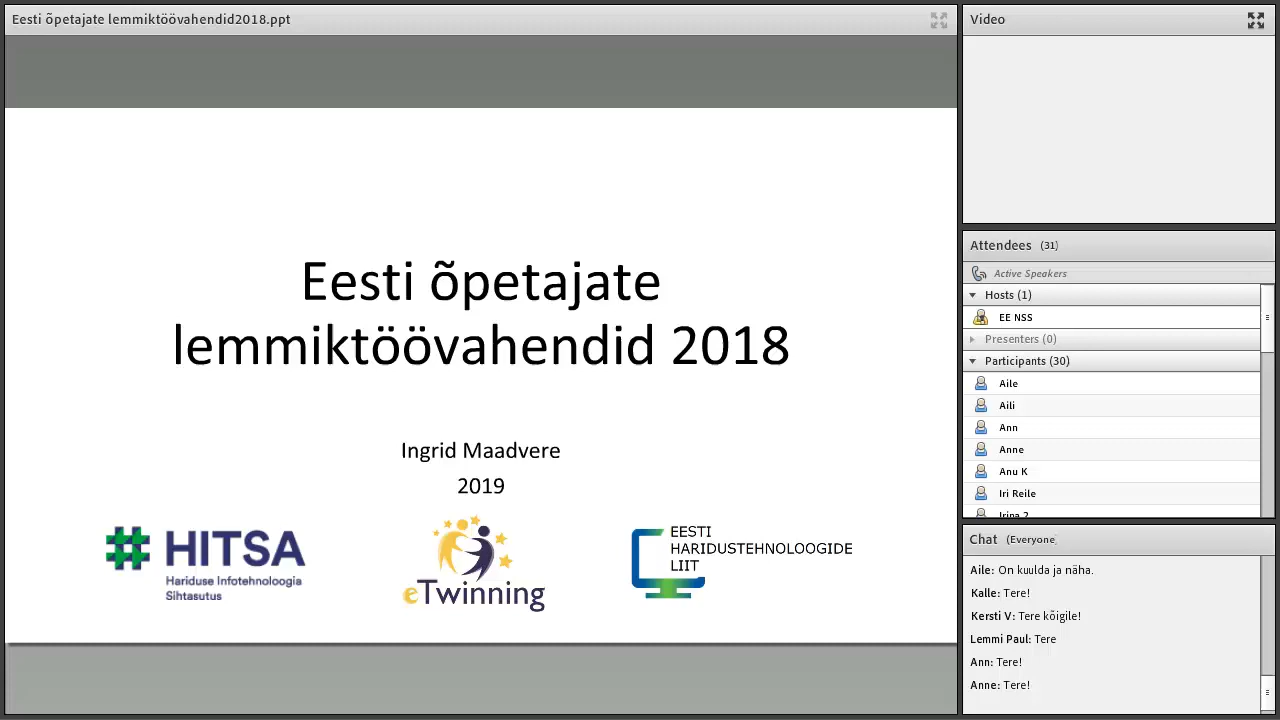 Eesti õpetajate lemmiktöövahendid2018.ppt
Eesti õpetajate
lemmiktöövahendid 2018
Ingrid Maadvere
2019
HITSA
Hariduse Infotehnoloogia
Sihtasutus
eTwinning
EESTI
HARIDUSTEHNOLOOGIDE
LIIT
Video
Attendees (31)
Active Speakers
Hosts (1)
EE NSS
Presenters (0)
Participants (30)
Aile
Aili
Ann
Anne
Anu K
Iri Reile
Irina 2
Chat (Everyone
Aile: On kuulda ja näha.
Kalle: Tere!
Kersti V: Tere kõigile!
Lemmi Paul: Tere
Ann: Tere!
Anne: Tere!